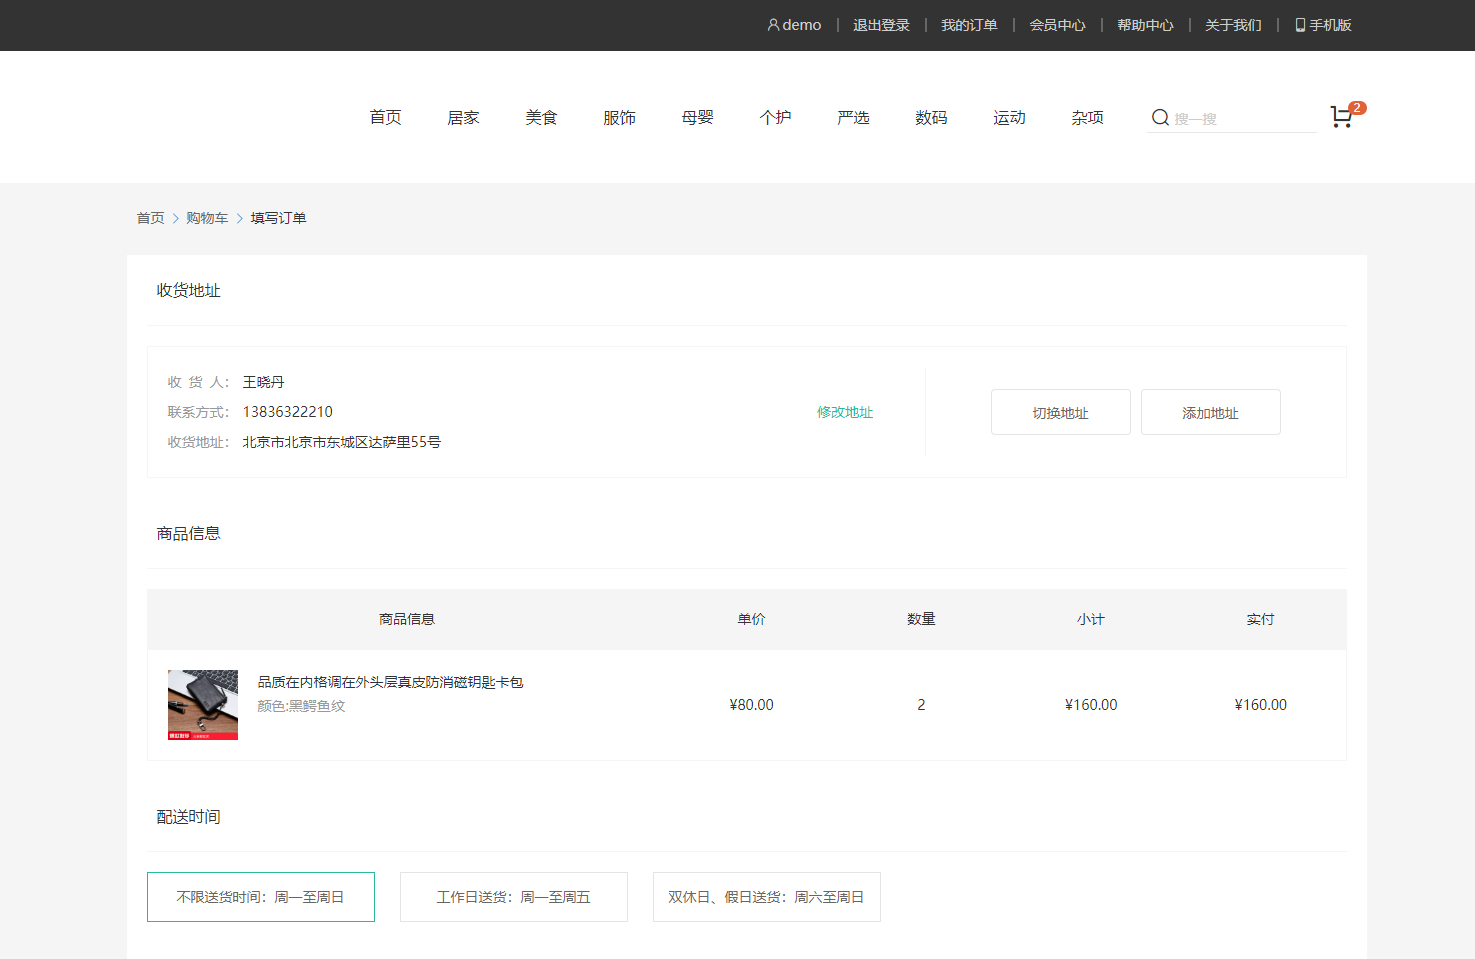 demo 退出登录 我的订单 会员中心 帮助中心 关于我们 手机版
首页 居家 美食 服饰 母婴 个护 严选 数码 运动 杂项 搜一搜 2
首页 > 购物车 > 填写订单
收货地址
收 货 人： 王晓丹
联系方式： 13836322210
收货地址： 北京市北京市东城区达萨里55号
修改地址
切换地址 添加地址
商品信息
商品信息 单价 数量 小计 实付
品质在内格调在外头层真皮防消磁钥匙卡包
颜色:黑鳄鱼纹
¥80.00 2 ¥160.00 ¥160.00
配送时间
不限送货时间：周一至周日 工作日送货：周一至周五 双休日、假日送货：周六至周日